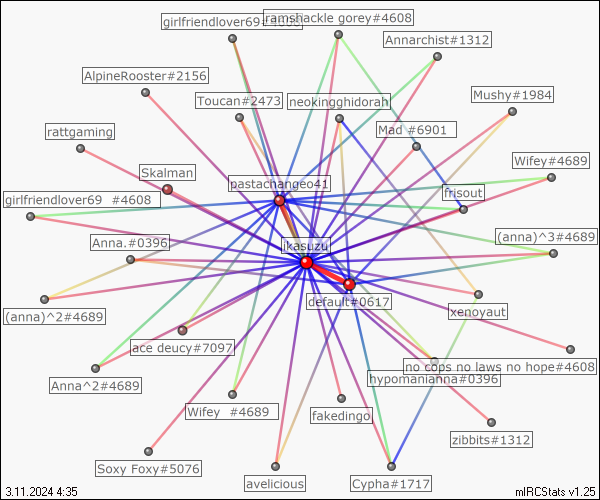 girlfriendlover69#4608
ramshackle gorey#4608
Annarchist#1312
AlpineRooster#2156
Toucan#2473
neokingghidorah
Mushy#1984
rattgaming
Mad #6901
Skalman
Wifey#4689
pastachangeo41
frisout
girlfriendlover69 #4608
Anna.#0396
ikasuzu
(anna)^3#4689
default#0617
xenoyaut
(anna)^2#4689
ace deucy#7097
no cops no laws no hope#4608
hypomanianna#0396
Anna^2#4689
Wifey #4689
fakedingo
zibbits#1312
Soxy Foxy#5076
avelicious
Cypha#1717
3.11.2024 4:35
mIRCStats v1.25